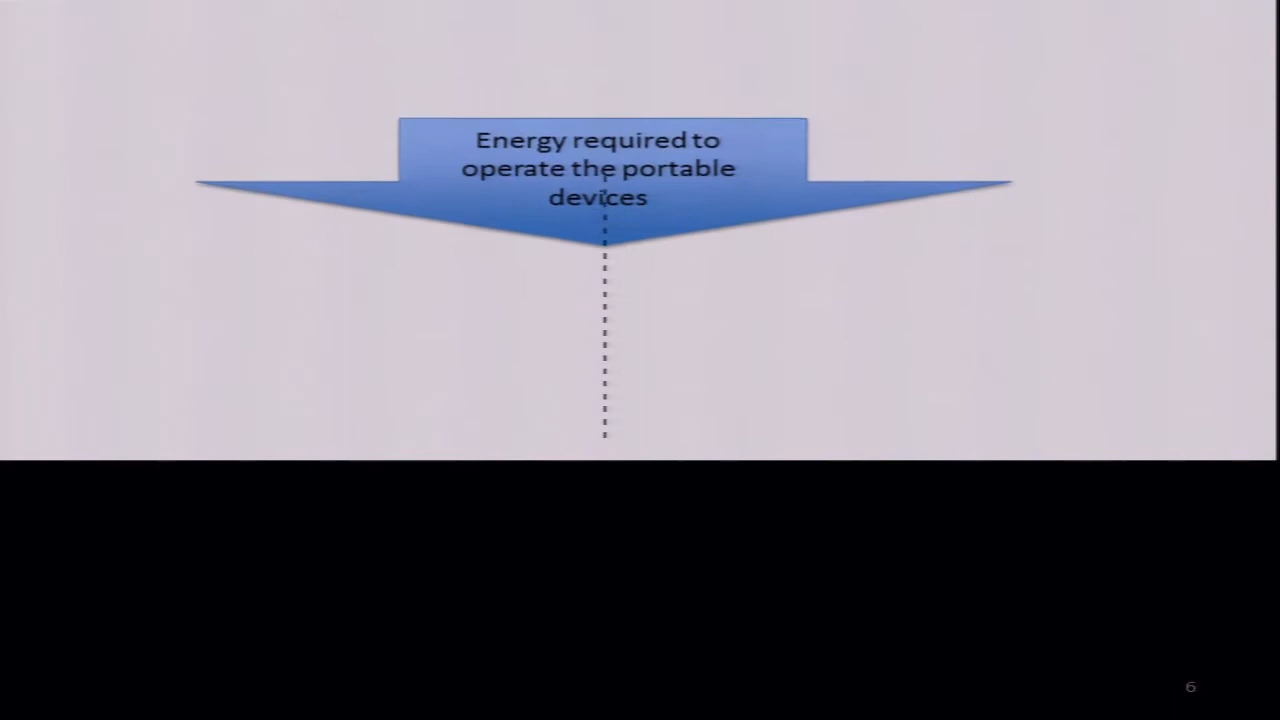 Energy required to
operate the portable
devices
6